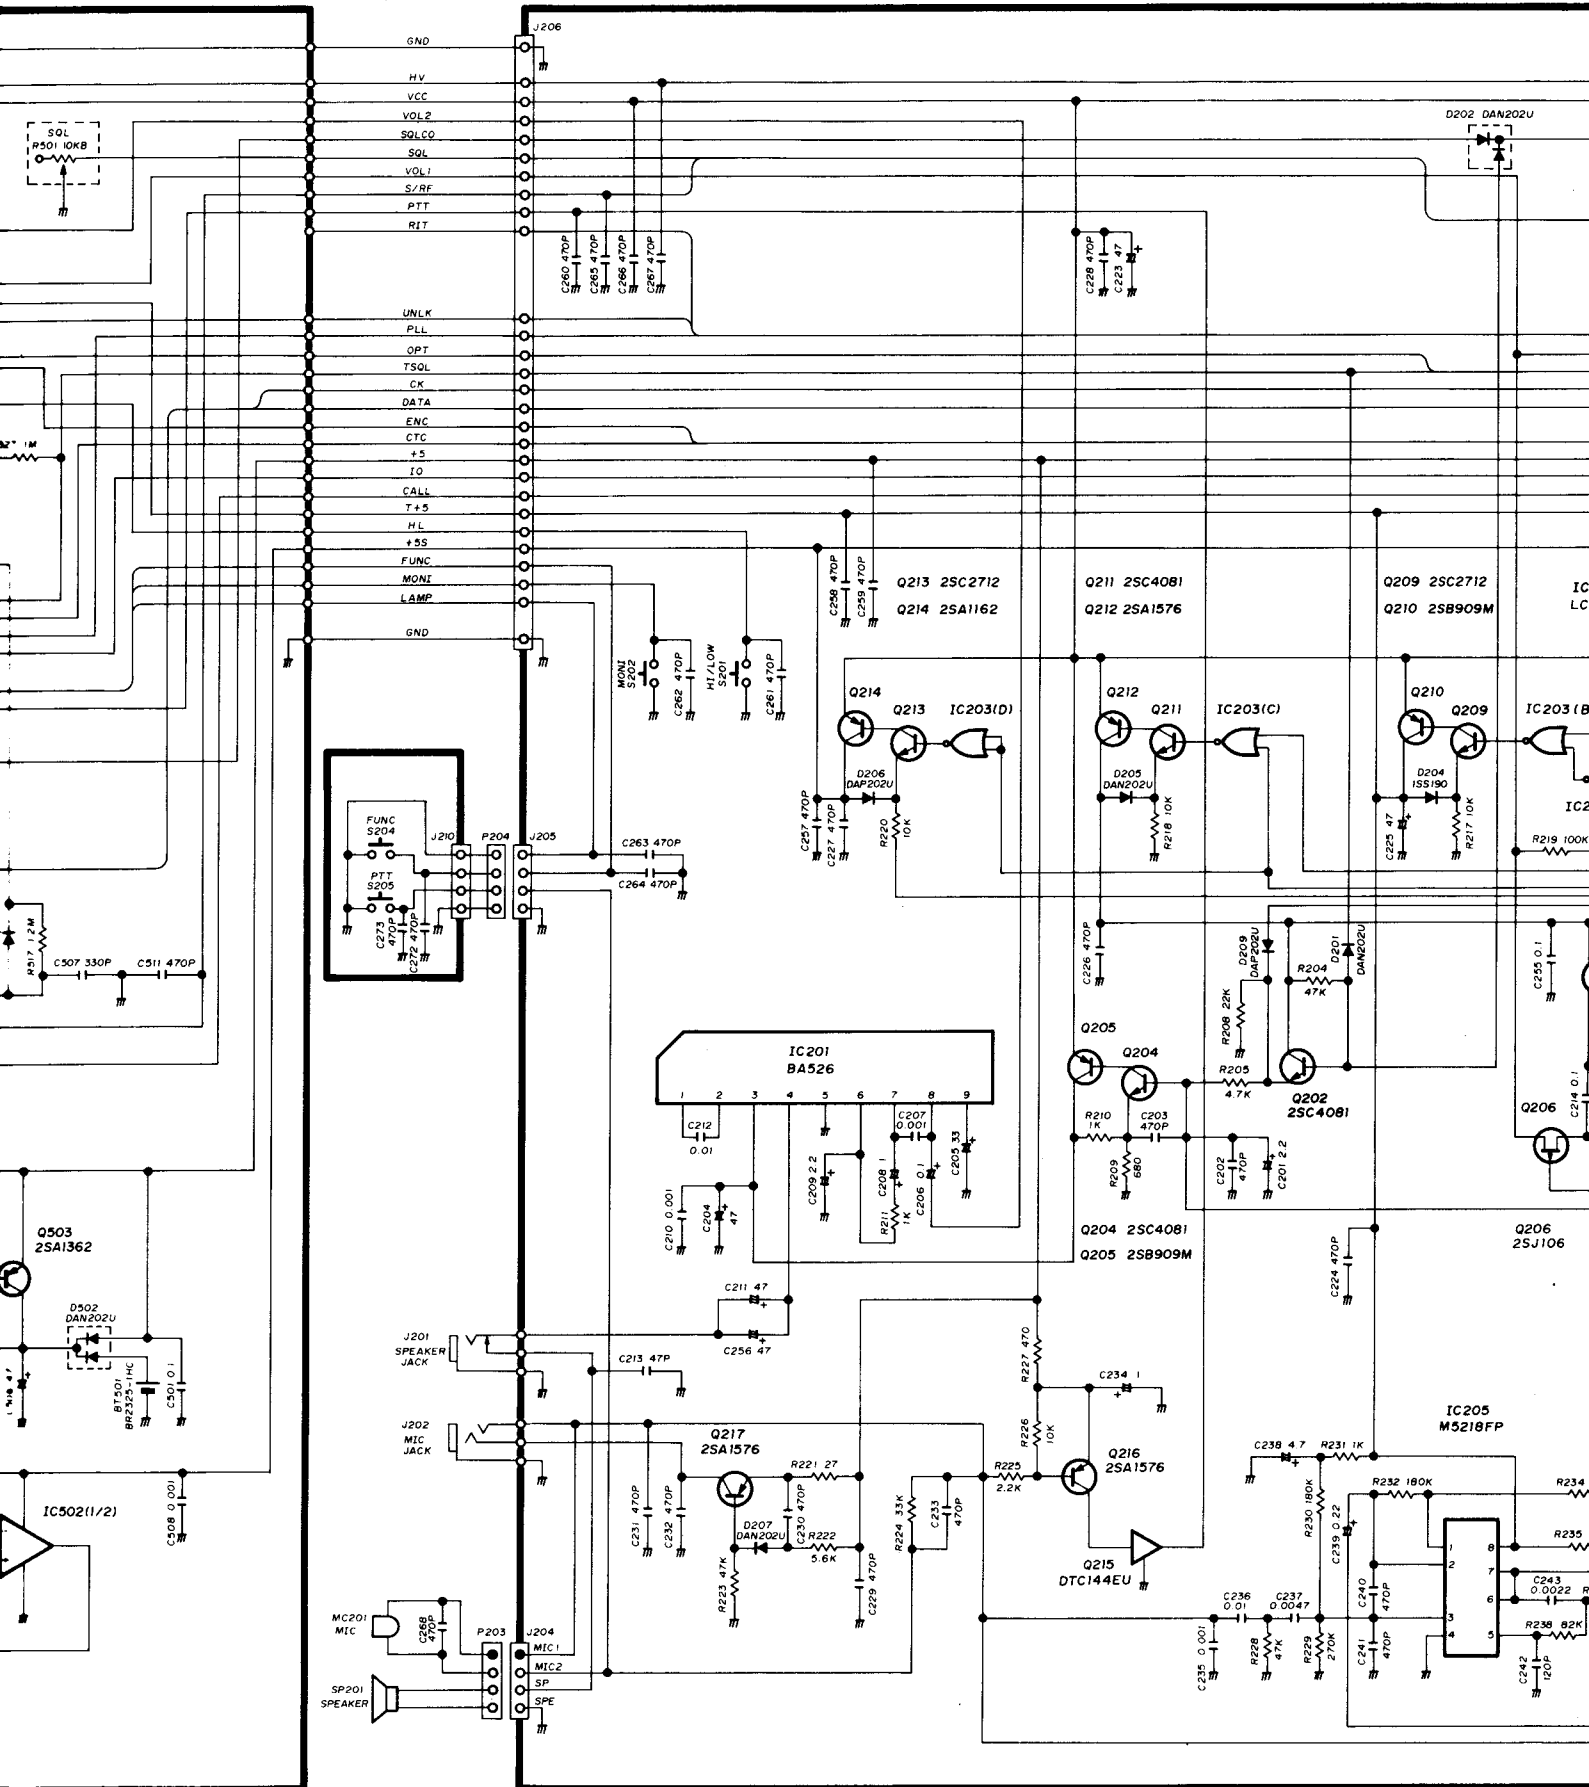 J206
GND
HV
VCC
VOL2
SQLCO
SQL
VOL1
S/RF
PTT
RIT
UNLK
PLL
OPT
TSQL
CK
DATA
ENC
CTC
+5
IO
CALL
T+5
HL
+5S
FUNC
MONI
LAMP
GND
SQL
R501 10KB
D202 DAN202U
C260 470P
C265 470P
C266 470P
C267 470P
C228 470P
C223 47
+
1M
C258 470P
C259 470P
Q213 2SC2712
Q214 2SA1162
Q211 2SC4081
Q212 2SA1576
Q209 2SC2712
Q210 2SB909M
IC
LC
MONI
S202
C262 470P
HI/LOW
S201
C261 470P
Q214
Q213
IC203(D)
Q212
Q211
IC203(C)
Q210
Q209
IC203(B
D206
DAP202U
D205
DAN202U
D204
1SS190
IC2
C257 470P
C227 470P
R220
10K
R218 10K
C225 47
+
R217 10K
R219 100K
FUNC
S204
PTT
S205
J210
P204
J205
C263 470P
C264 470P
C273
470P
C272 470P
R517 1.2M
C507 330P
C511 470P
C226 470P
D209
DAP202U
D201
DAN202U
R204
47K
R208 22K
C255 0.1
IC201
BA526
1
2
3
4
5
6
7
8
9
Q205
Q204
R205
4.7K
Q202
2SC4081
Q206
C214 0.1
C212
0.01
C207
0.001
C205 33
+
C209 2.2
+
C208 1
+
C206 0.1
+
R211
1K
C210 0.001
C204
47
+
R210
1K
C203
470P
R209
680
C202
470P
C201 2.2
+
Q204 2SC4081
Q205 2SB909M
Q206
2SJ106
C224 470P
Q503
2SA1362
D502
DAN202U
BT501
BR2325-1HC
C501 0.1
C211 47
+
C256 47
+
J201
SPEAKER
JACK
C213 47P
R227 470
C234 1
+
R226
10K
Q216
2SA1576
R225
2.2K
J202
MIC
JACK
Q217
2SA1576
R221 27
C230 470P
D207
DAN202U
R222
5.6K
C231 470P
C232 470P
R223 47K
C229 470P
R224 33K
C233
470P
Q215
DTC144EU
IC205
M5218FP
C238 4.7
+
R231 1K
R232 180K
R230 180K
C239 0.22
+
R234
R235
1
2
3
4
8
7
6
5
C240
470P
C241
470P
C243
0.0022
R238 82K
C242
120P
C236
0.01
C237
0.0047
C235 0.001
R228
47K
R229
270K
IC502(1/2)
C508 0.001
MC201
MIC
C268
470P
P203
J204
MIC1
MIC2
SP
SPE
SP201
SPEAKER